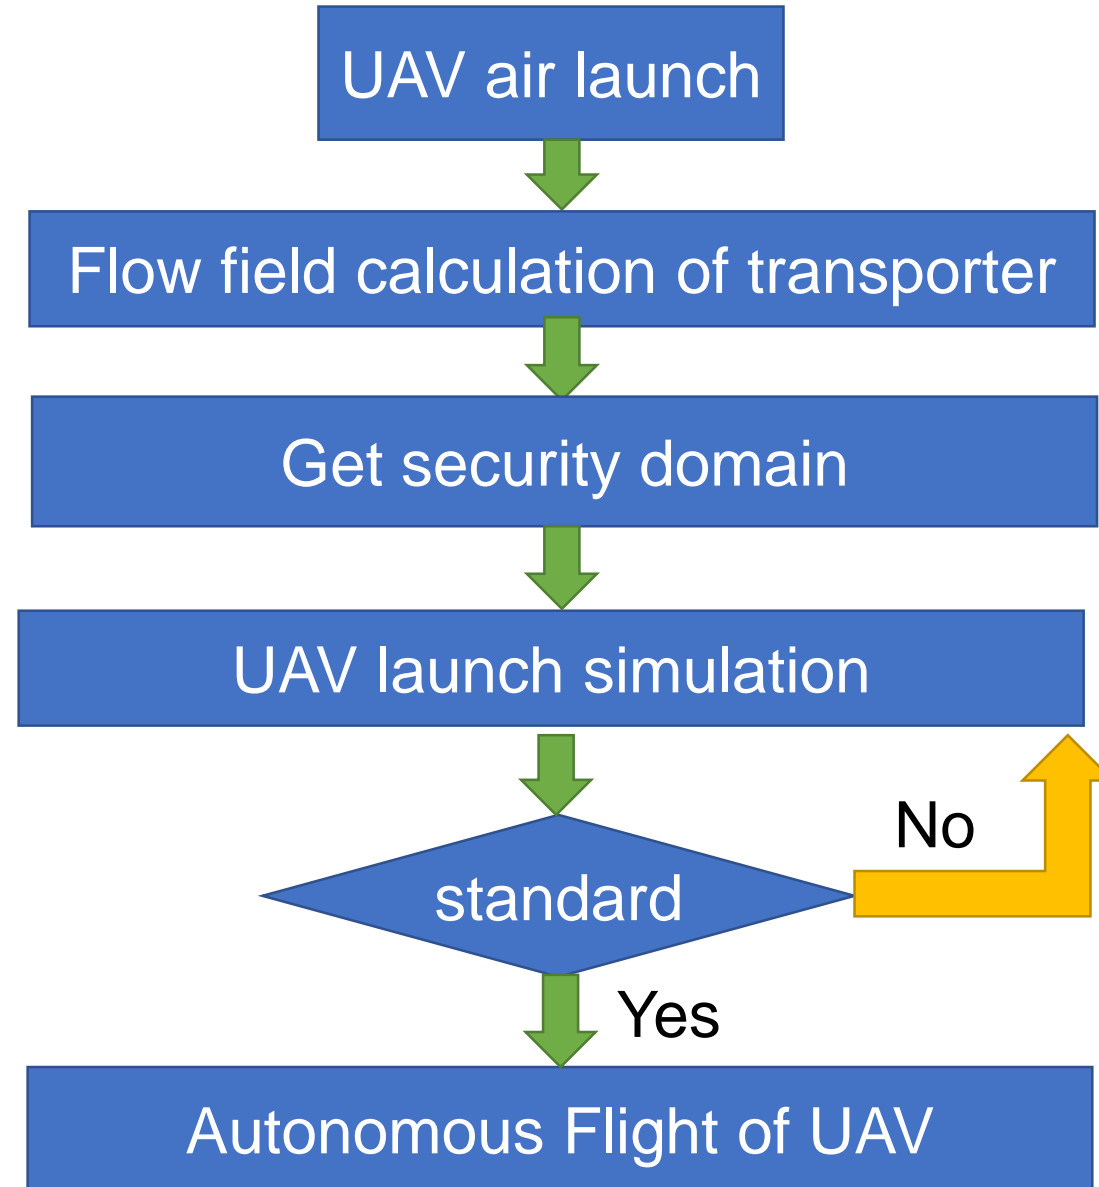 UAV air launch
Flow field calculation of transporter
Get security domain
UAV launch simulation
No
standard
Yes
Autonomous Flight of UAV